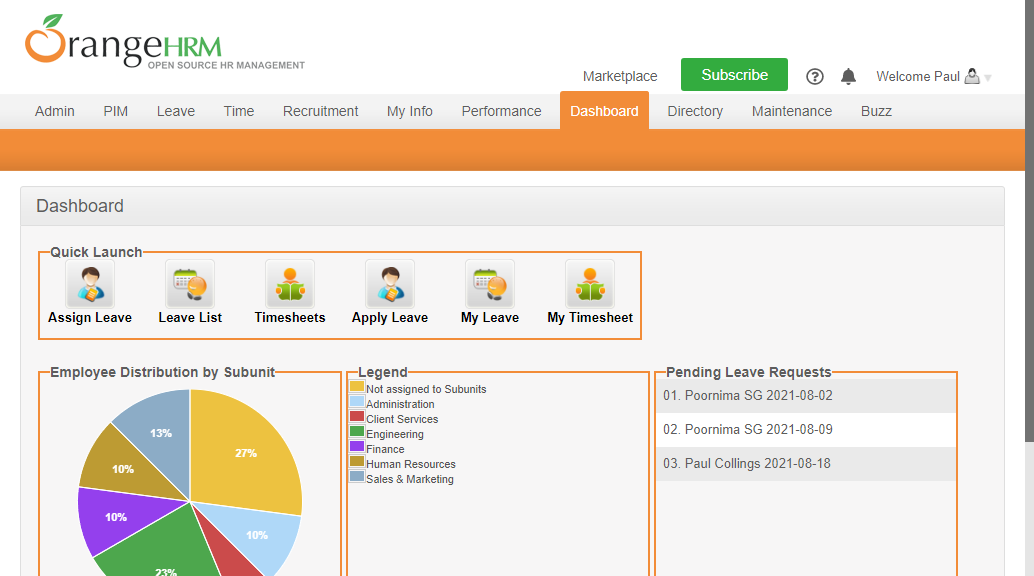 OrangeHRM
OPEN SOURCE HR MANAGEMENT
Marketplace Subscribe ? Welcome Paul
Admin PIM Leave Time Recruitment My Info Performance Dashboard Directory Maintenance Buzz
Dashboard
Quick Launch
Assign Leave Leave List Timesheets Apply Leave My Leave My Timesheet
Employee Distribution by Subunit
13%
27%
10%
10%
10%
23%
Legend
Not assigned to Subunits
Administration
Client Services
Engineering
Finance
Human Resources
Sales & Marketing
Pending Leave Requests
01. Poornima SG 2021-08-02
02. Poornima SG 2021-08-09
03. Paul Collings 2021-08-18